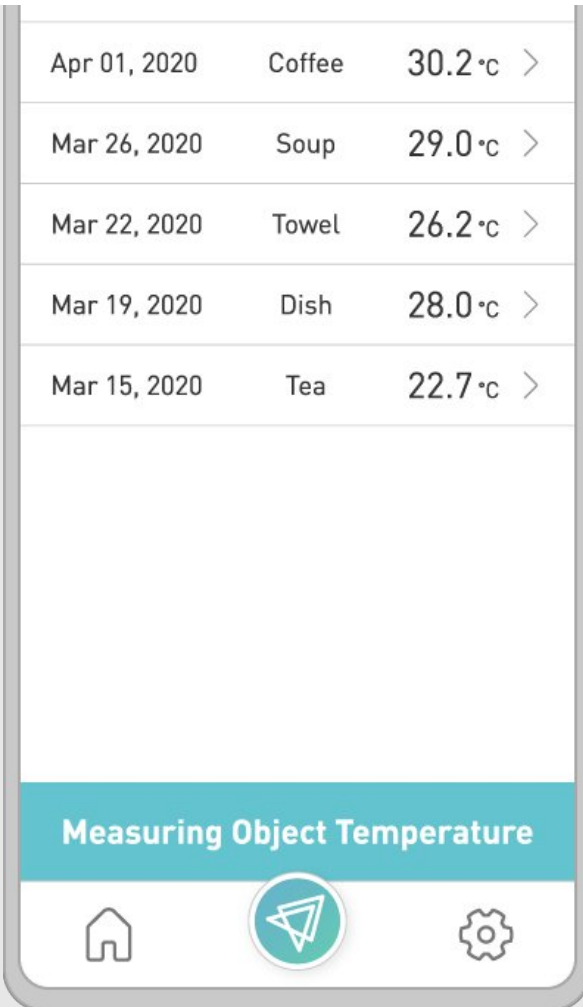 Apr 01, 2020 Coffee 30.2 °C
Mar 26, 2020 Soup 29.0 °C
Mar 22, 2020 Towel 26.2 °C
Mar 19, 2020 Dish 28.0 °C
Mar 15, 2020 Tea 22.7 °C
Measuring Object Temperature